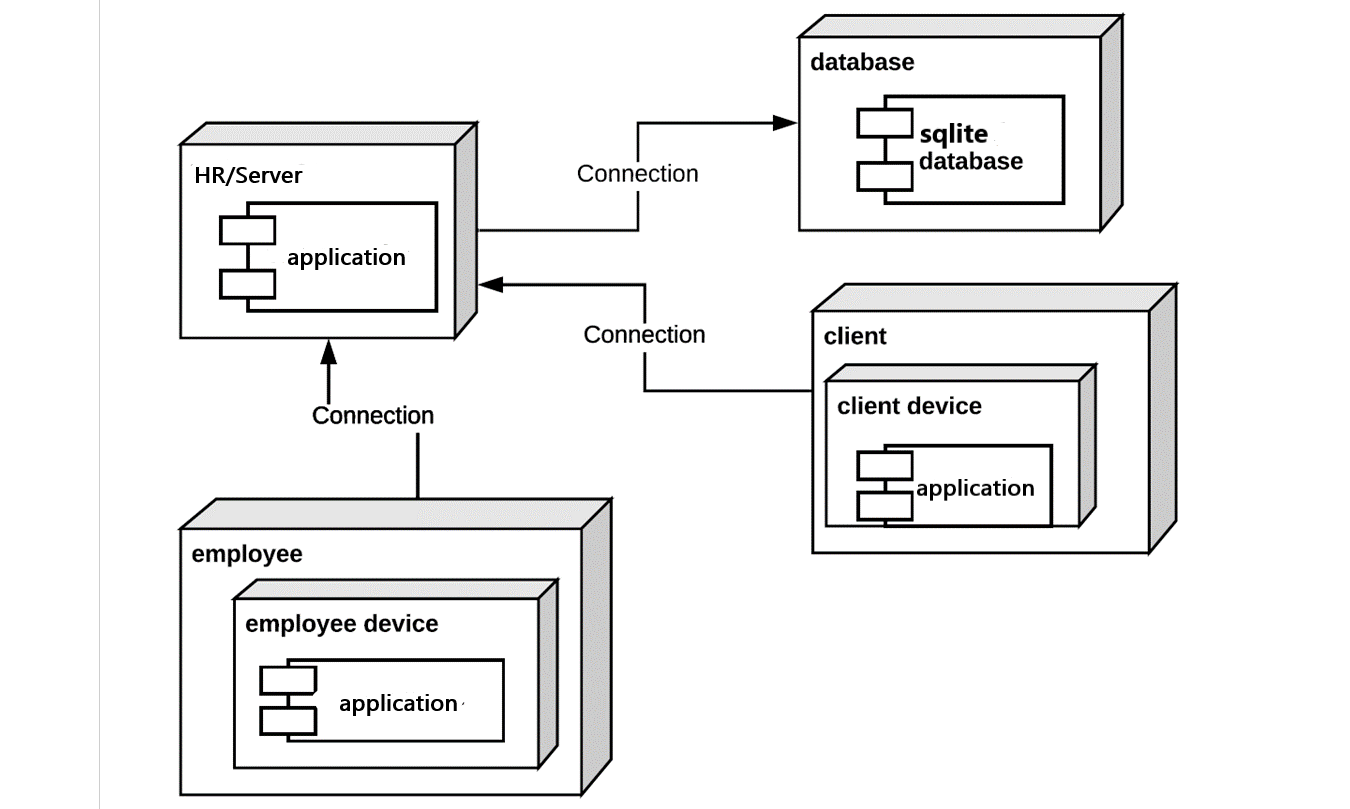 database
sqlite
database
HR/Server
application
Connection
Connection
client
client device
application
Connection
employee
employee device
application